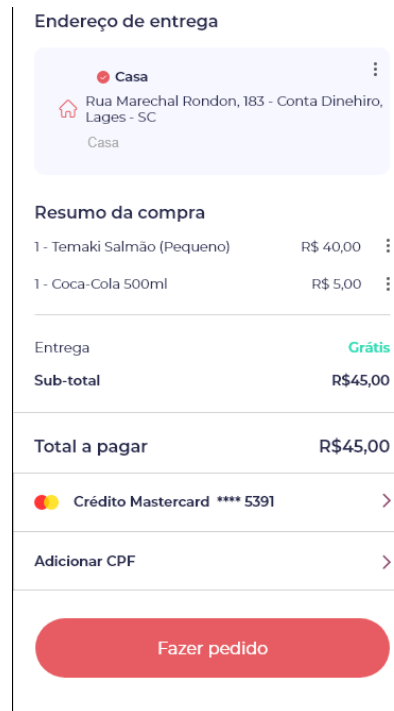 Endereço de entrega
Casa
Rua Marechal Rondon, 183 - Conta Dinehiro,
Lages - SC
Casa
Resumo da compra
1 - Temaki Salmão (Pequeno) R$ 40,00
1 - Coca-Cola 500ml R$ 5,00
Entrega Grátis
Sub-total R$45,00
Total a pagar R$45,00
Crédito Mastercard **** 5391
Adicionar CPF
Fazer pedido